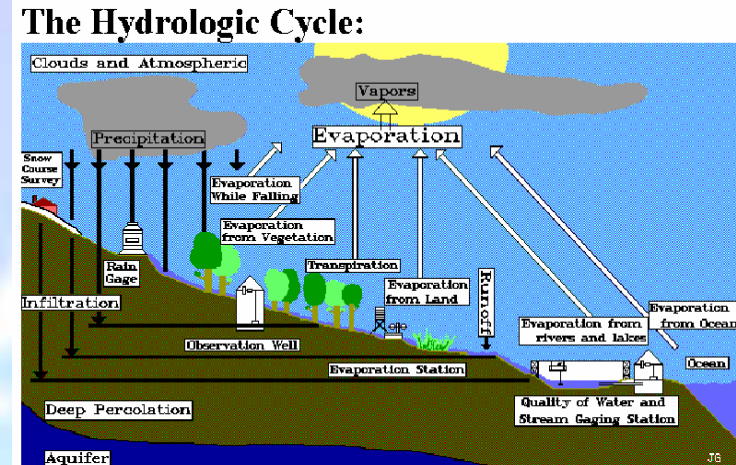 The Hydrologic Cycle:
Clouds and Atmospheric
Vapors
Precipitation
Evaporation
Snow
Course
Survey
Evaporation
While Falling
Evaporation
from Vegetation
Rain
Gage
Transpiration
Evaporation
from Land
Runoff
Infiltration
Evaporation from
rivers and lakes
Evaporation
from Ocean
Observation Well
Evaporation Station
Ocean
Quality of Water and
Stream Gaging Station
Deep Percolation
Aquifer
JG